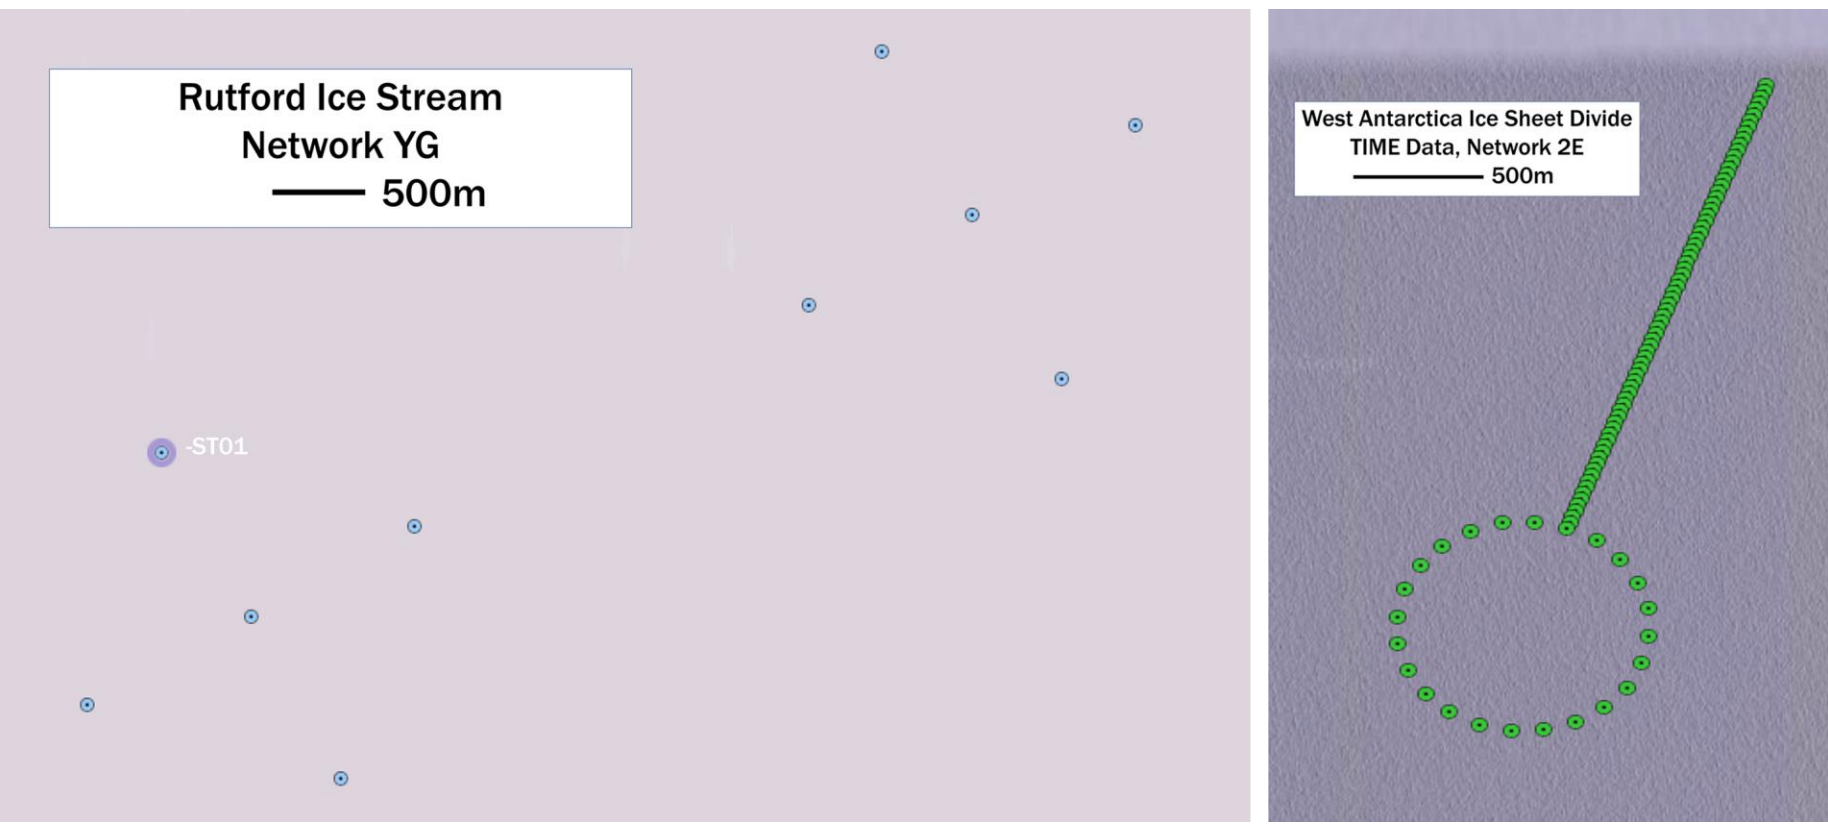 Rutford Ice Stream
Network YG
500m
-ST01
West Antarctica Ice Sheet Divide
TIME Data, Network 2E
500m